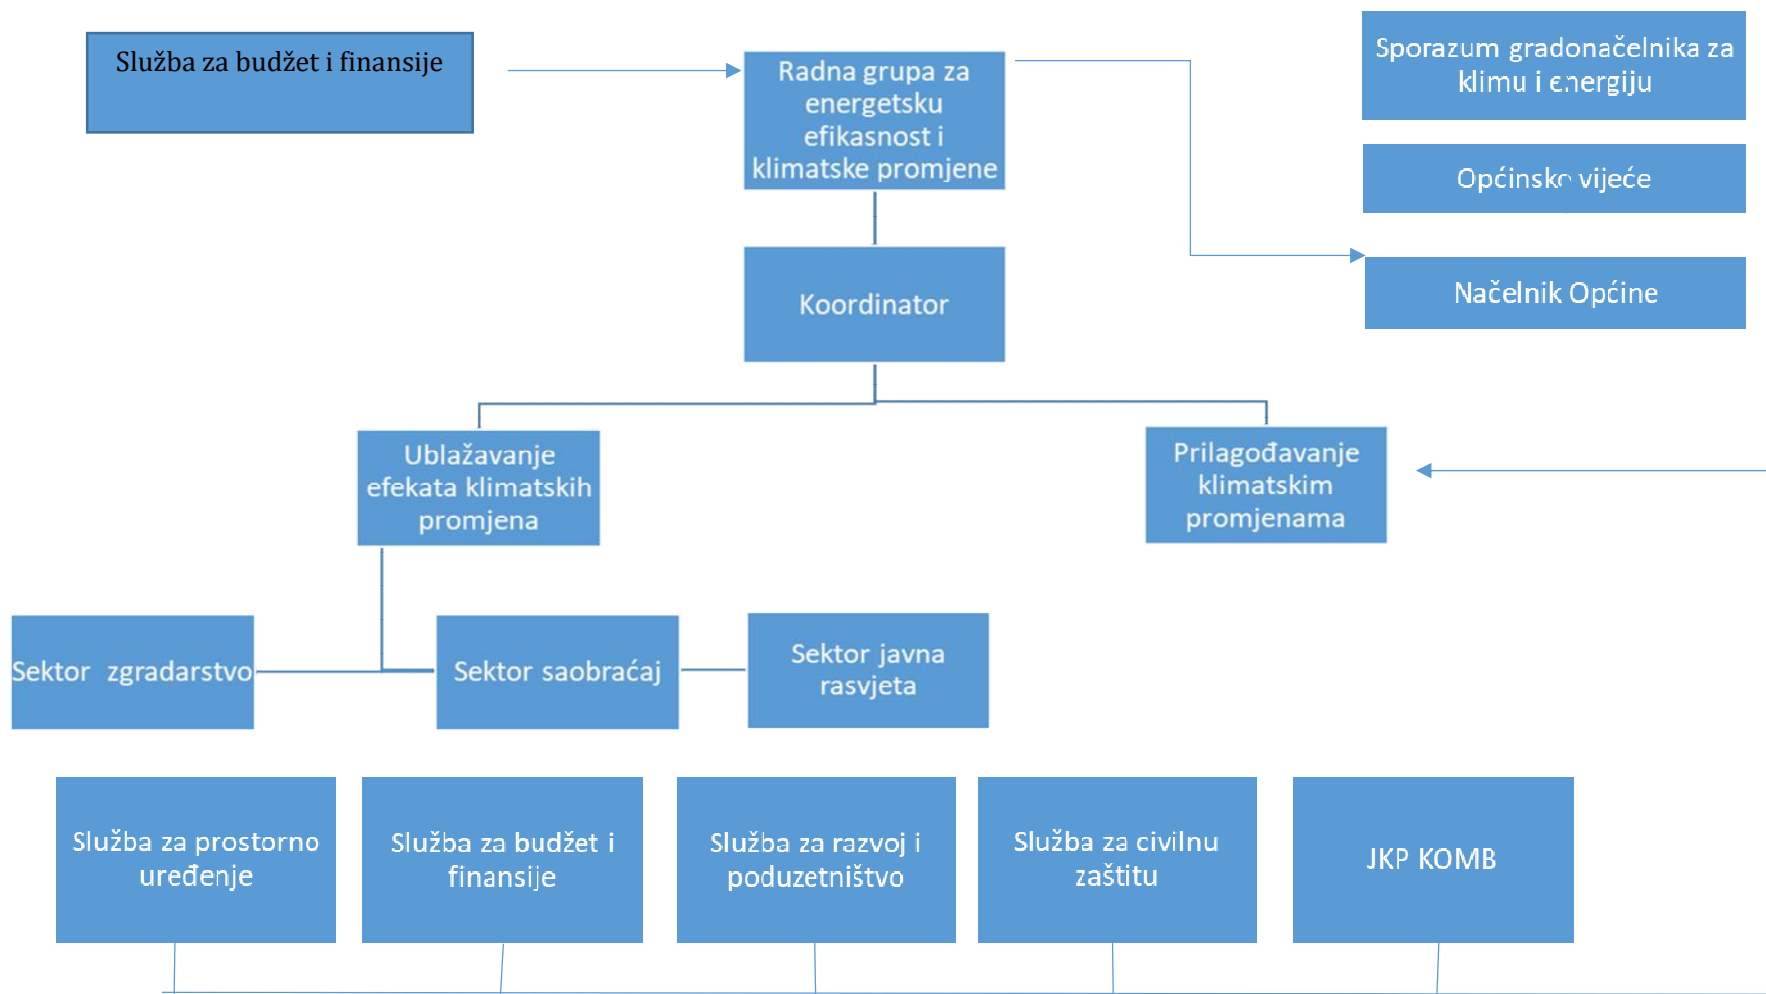 Služba za budžet i finansije
Radna grupa za
energetsku
efikasnost i
klimatske promjene
Sporazum gradonačelnika za
klimu i energiju
Općinsko vijeće
Načelnik Općine
Koordinator
Ublažavanje
efekata klimatskih
promjena
Prilagođavanje
klimatskim
promjenama
Sektor zgradarstvo
Sektor saobraćaj
Sektor javna
rasvjeta
Služba za prostorno
uređenje
Služba za budžet i
finansije
Služba za razvoj i
poduzetništvo
Služba za civilnu
zaštitu
JKP KOMB